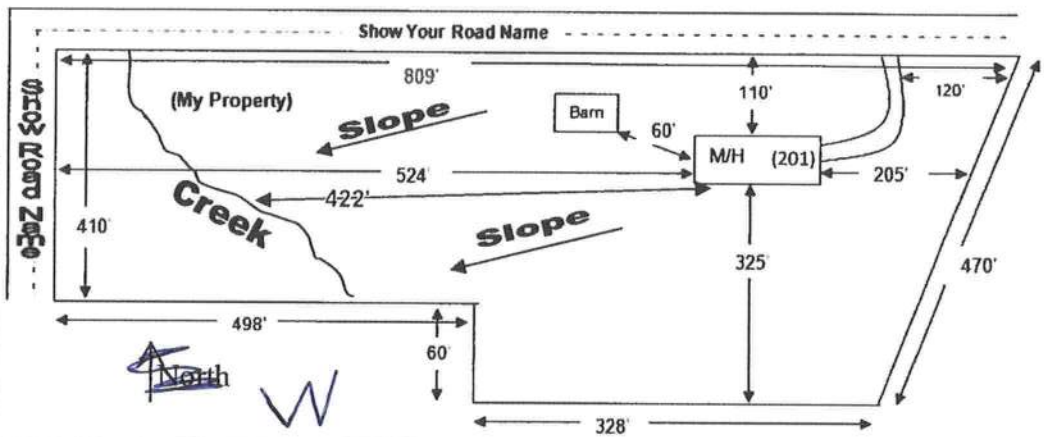 Show Your Road Name
809'
(My Property)
110'
120'
Slope
Barn
60'
M/H (201)
Show Road Name
524'
205'
422'
Creek
410'
Slope
325'
470'
498'
60'
North
W
328'